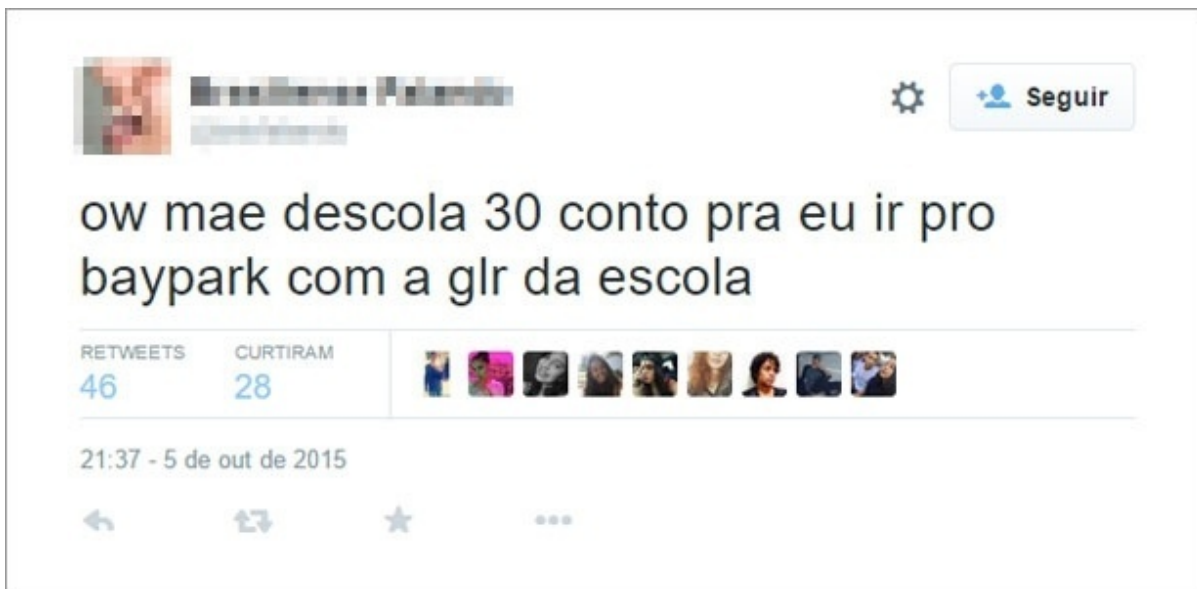 Seguir
ow mae descola 30 conto pra eu ir pro
baypark com a glr da escola
RETWEETS CURTIRAM
46 28
21:37 - 5 de out de 2015